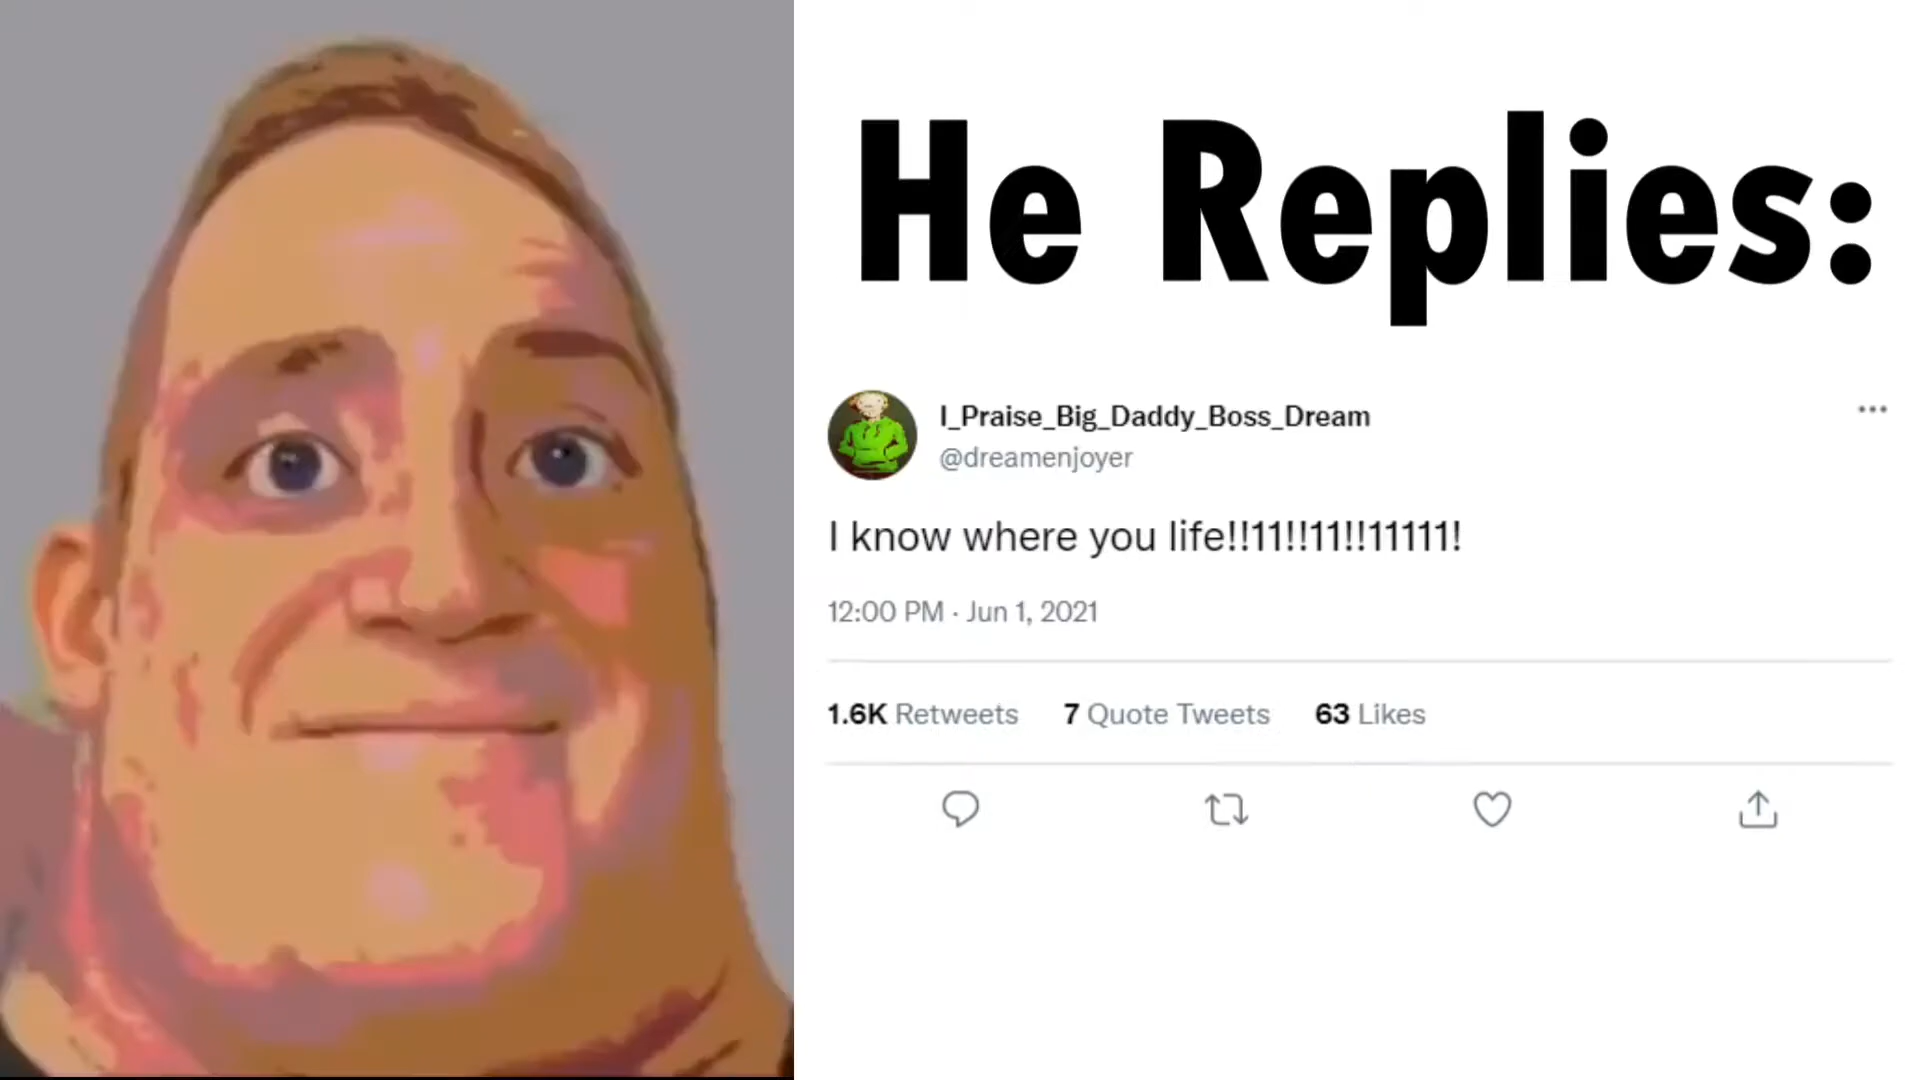 He Replies:
I_Praise_Big_Daddy_Boss_Dream
@dreamenjoyer
I know where you life!!11!!11!!11111!
12:00 PM · Jun 1, 2021
1.6K Retweets 7 Quote Tweets 63 Likes